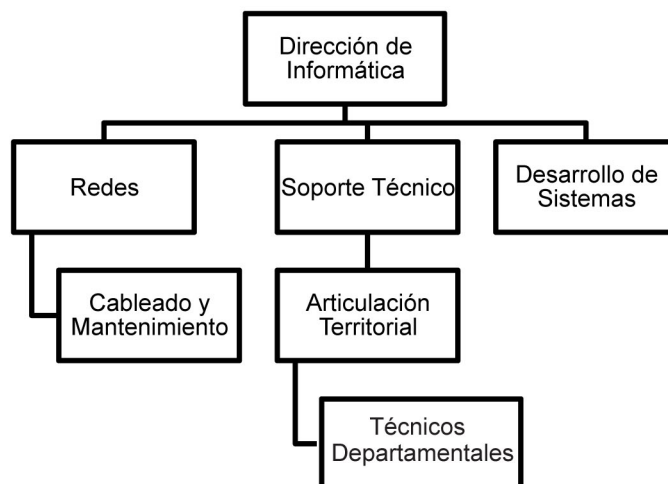 Dirección de
Informática
Redes
Soporte Técnico
Desarrollo de
Sistemas
Cableado y
Mantenimiento
Articulación
Territorial
Técnicos
Departamentales